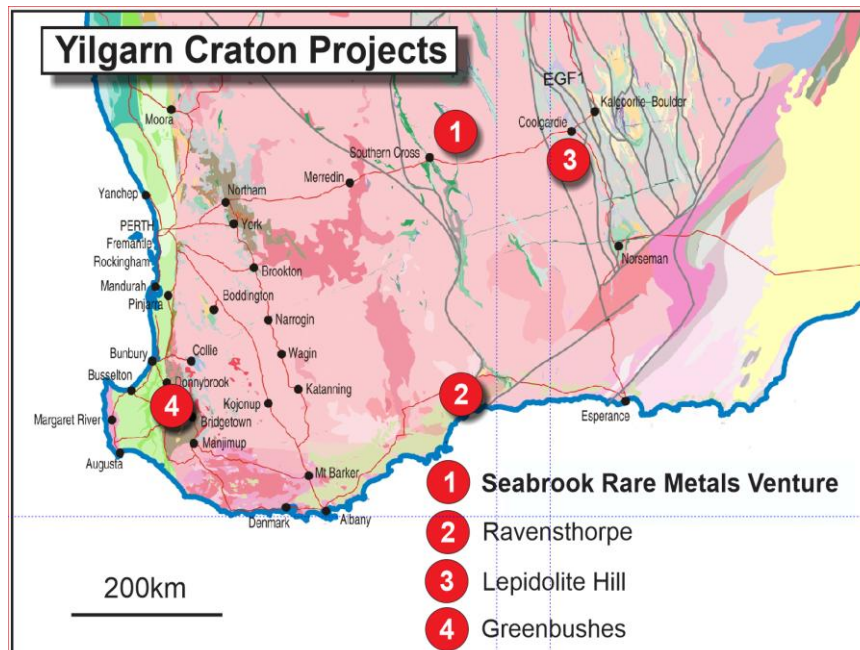 Yilgarn Craton Projects
EGF1
Kalgoorlie-Boulder
Moora
Coolgardie
1
Southern Cross
3
Merredin
Yanchep
Northam
PERTH
York
Fremantle
Norseman
Rockingham
Brookton
Mandurah
Boddington
Pinjarra
Narrogin
Bunbury
Collie
Wagin
Busselton
Donnybrook
Katanning
2
4
Kojonup
Esperance
Margaret River
Bridgetown
Manjimup
Augusta
Mt Barker
Denmark
Albany
1 Seabrook Rare Metals Venture
2 Ravensthorpe
3 Lepidolite Hill
4 Greenbushes
200km